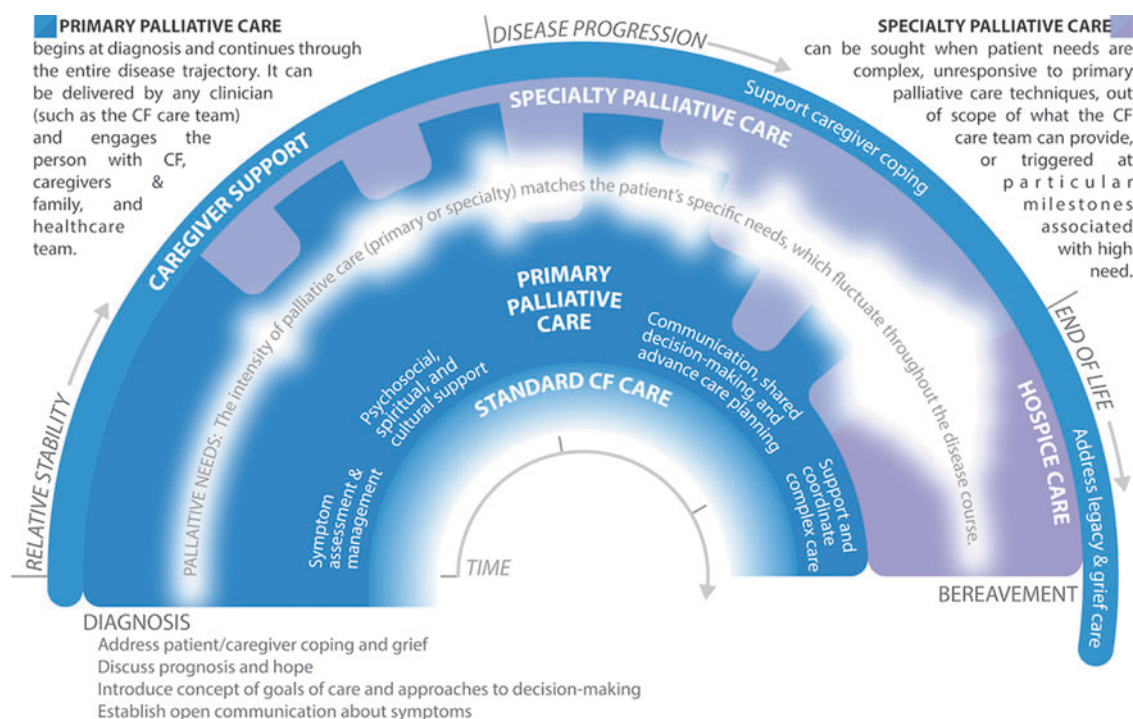 PRIMARY PALLIATIVE CARE
begins at diagnosis and continues through
the entire disease trajectory. It can
be delivered by any clinician
(such as the CF care team)
and engages the
person with CF,
caregivers &
family, and
healthcare
team.
DISEASE PROGRESSION
SPECIALTY PALLIATIVE CARE
can be sought when patient needs are
complex, unresponsive to primary
palliative care techniques, out
of scope of what the CF
care team can provide,
or triggered at
particular
milestones
associated
with high
need.
RELATIVE STABILITY
END OF LIFE
CAREGIVER SUPPORT
Support caregiver coping
Address legacy & grief care
SPECIALTY PALLIATIVE CARE
HOSPICE CARE
PALLAITIVE NEEDS: The intensity of palliative care (primary or specialty) matches the patient's specific needs, which fluctuate throughout the disease course.
PRIMARY
PALLIATIVE
CARE
Symptom
assessment &
management
Psychosocial,
spiritual, and
cultural support
Communication, shared
decision-making, and
advance care planning
Support and
coordinate
complex care
STANDARD CF CARE
TIME
BEREAVEMENT
DIAGNOSIS
Address patient/caregiver coping and grief
Discuss prognosis and hope
Introduce concept of goals of care and approaches to decision-making
Establish open communication about symptoms